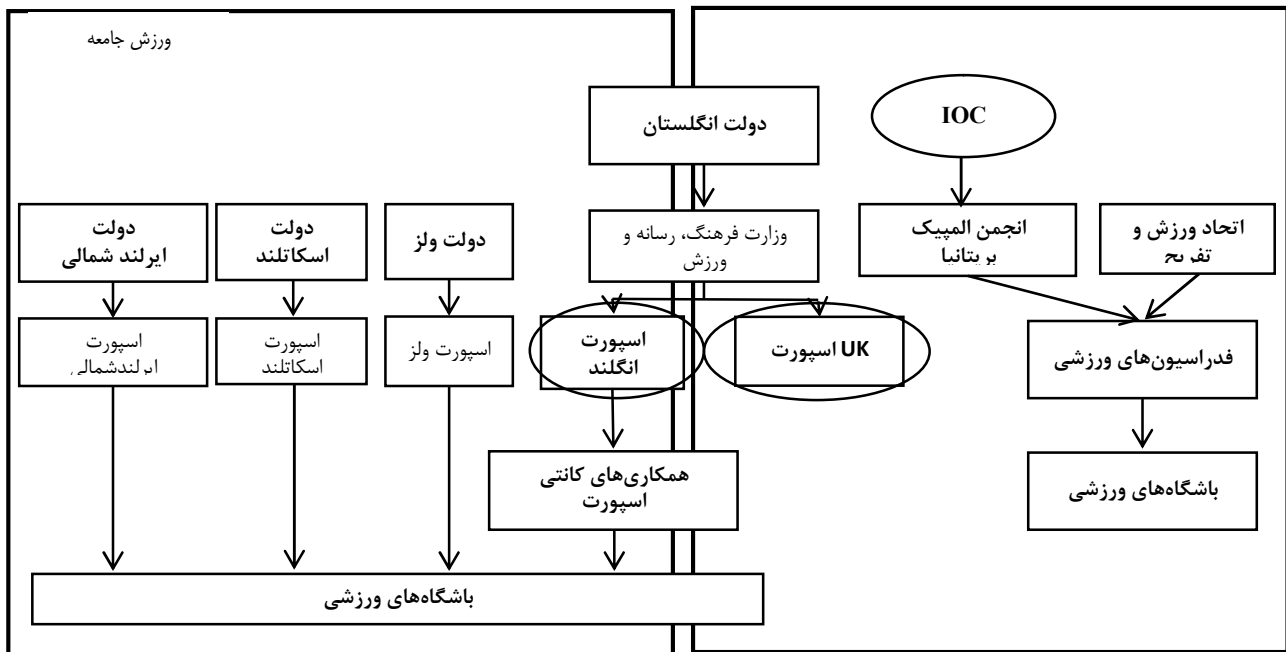 ورزش جامعه
دولت انگلستان
IOC
دولت
ایرلند شمالی
دولت
اسکاتلند
دولت ولز
وزارت فرهنگ، رسانه و
ورزش
انجمن المپیک
بریتانیا
اتحاد ورزش و
تفریح
اسپورت
ایرلندشمالی
اسپورت
اسکاتلند
اسپورت ولز
اسپورت
انگلند
UK اسپورت
فدراسیون‌های ورزشی
همکاری‌های کانتی
اسپورت
باشگاه‌های ورزشی
باشگاه‌های ورزشی